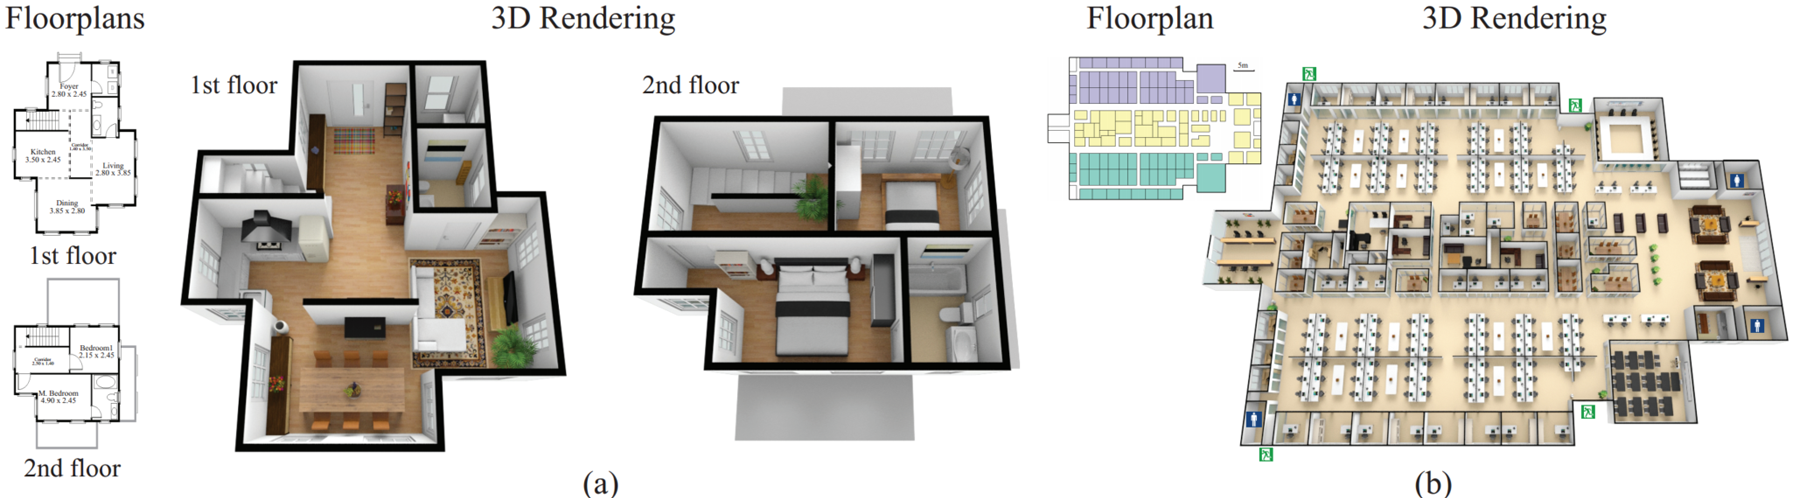 Floorplans
3D Rendering
Floorplan
3D Rendering
1st floor
2nd floor
5m
Foyer
2.80 x 2.45
Kitchen
3.50 x 2.45
Corridor
Living
2.80 x 3.85
Dining
3.85 x 2.80
1st floor
Bedroom1
2.15 x 2.45
Corridor
M. Bedroom
4.90 x 2.45
2nd floor
(a)
(b)